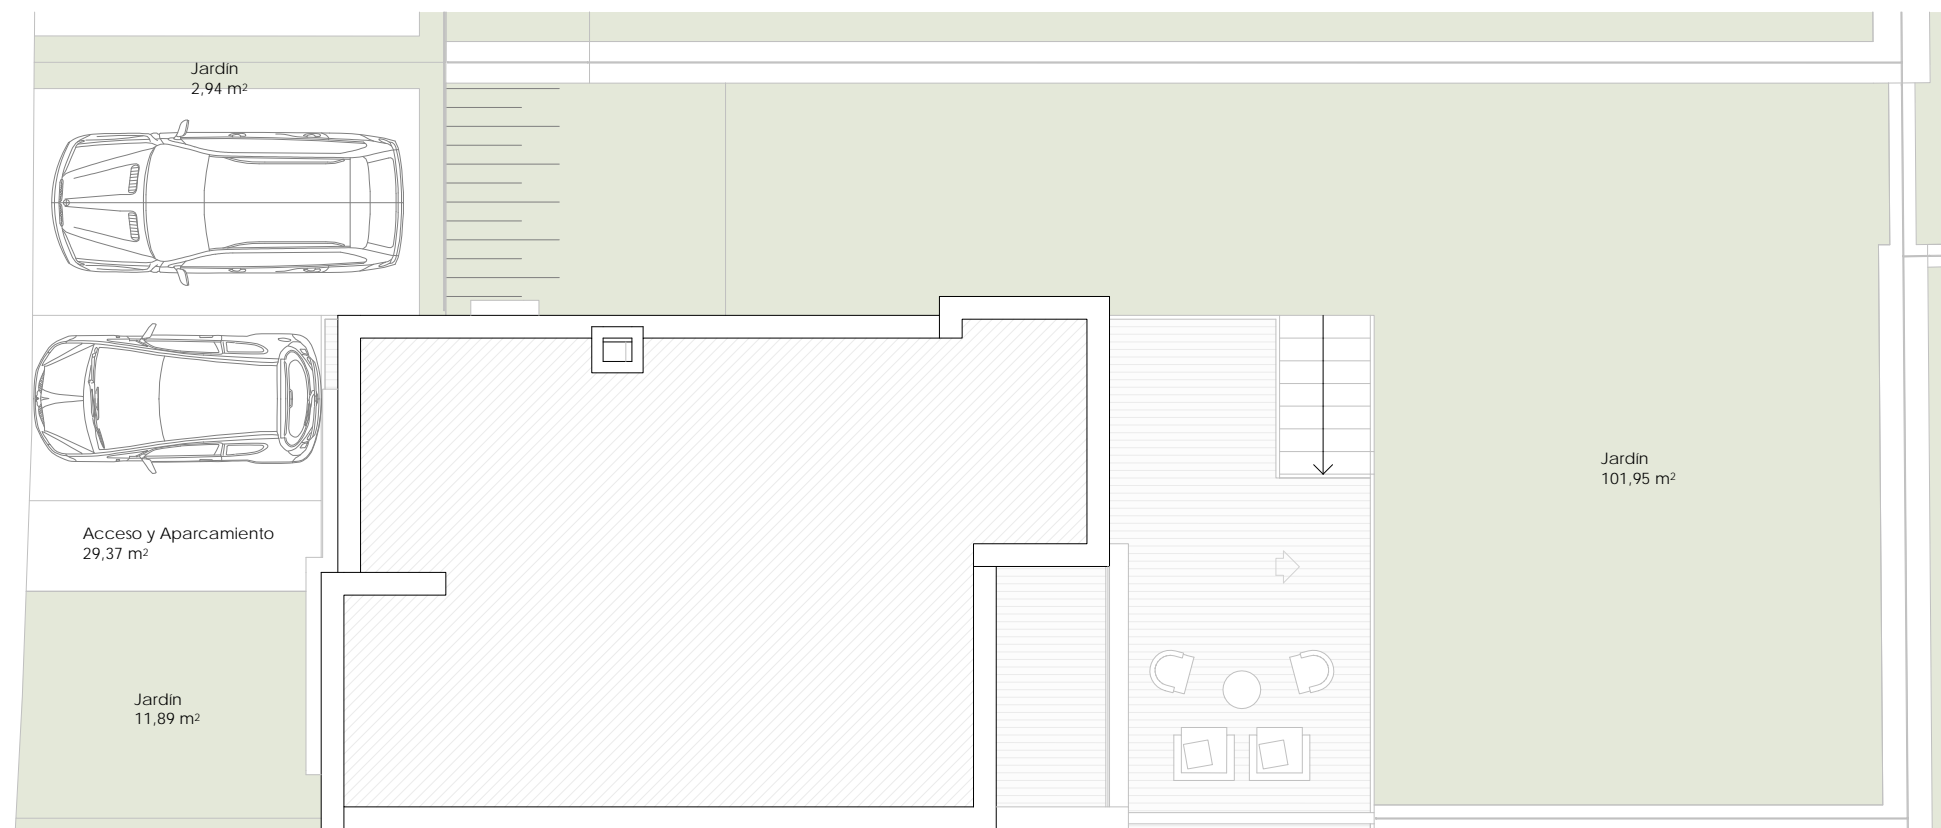 Jardín
2,94 m²
Jardín
101,95 m²
Acceso y Aparcamiento
29,37 m²
Jardín
11,89 m²